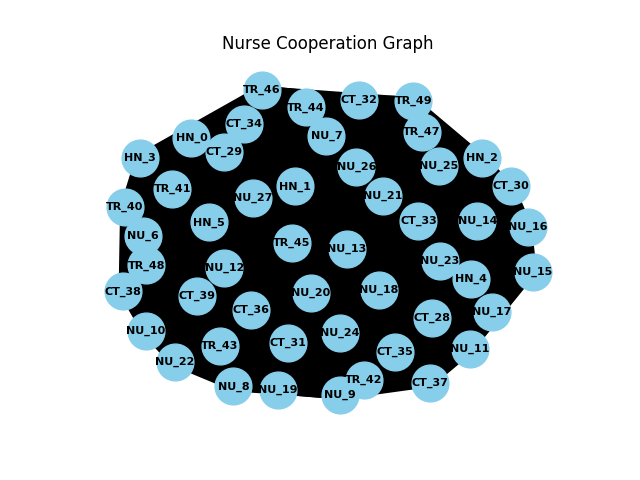 Nurse Cooperation Graph
TR_46
TR_44
CT_32
TR_49
CT_34
HN_0
NU_7
TR_47
CT_29
HN_3
NU_26
NU_25
HN_2
TR_41
NU_27
HN_1
NU_21
CT_30
TR_40
HN_5
CT_33
NU_14
NU_16
NU_6
TR_45
NU_13
TR_48
NU_12
NU_23
HN_4
NU_15
CT_38
CT_39
NU_20
NU_18
CT_36
CT_28
NU_17
NU_10
TR_43
CT_31
NU_24
CT_35
NU_11
NU_22
NU_8
NU_19
TR_42
NU_9
CT_37